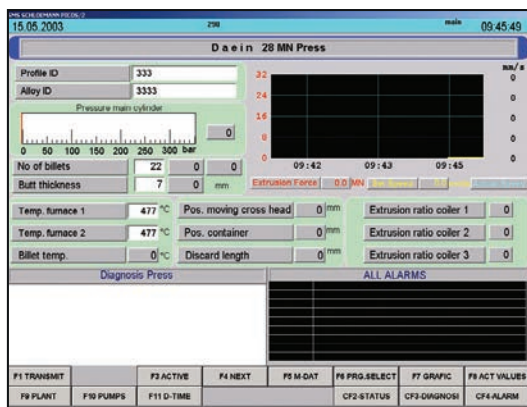 SMS SCHLOEMANN PICOS/2
15.05.2003 290 main 09:45:49
Daein 28 MN Press
Profile ID 333
Alloy ID 3333
Pressure main cylinder
0
0 50 100 150 200 250 300 bar
No of billets 22 0 0
Butt thickness 7 0 mm
mm/s
32 0
24 0
16 0
8 0
0 0
09:42 09:43 09:45
Extrusion Force 0.0 MN
Temp. furnace 1 477 °C Pos. moving cross head 0 mm Extrusion ratio coiler 1 0
Temp. furnace 2 477 °C Pos. container 0 mm Extrusion ratio coiler 2 0
Billet temp. 0 °C Discard length 0 mm Extrusion ratio coiler 3 0
Diagnosis Press ALL ALARMS
F1 TRANSMIT F3 ACTIVE F4 NEXT F5 M-DAT F6 PRG.SELECT F7 GRAFIC F8 ACT VALUES
F9 PLANT F10 PUMPS F11 D-TIME CF2-STATUS CF3-DIAGNOSI CF4-ALARM